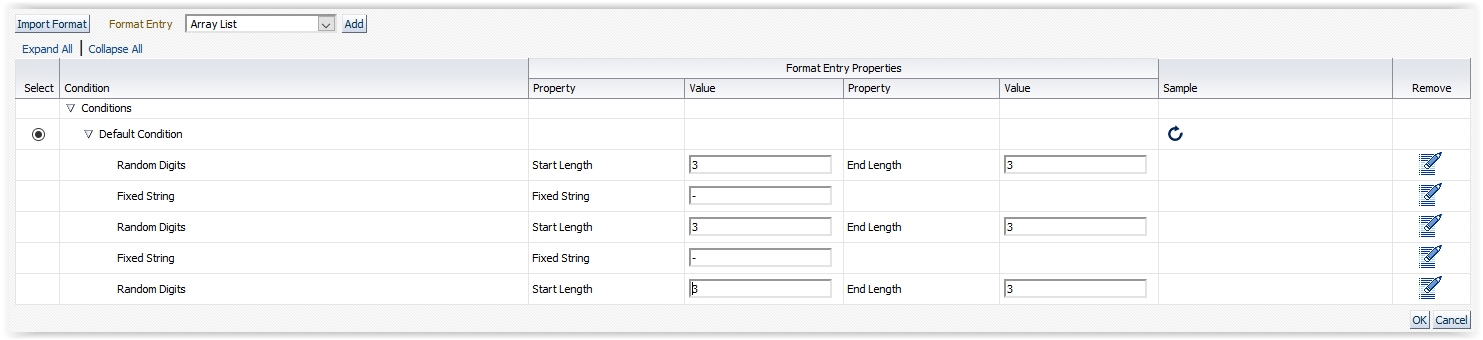 Import Format Format Entry Array List Add
Expand All Collapse All
Format Entry Properties
Select Condition Property Value Property Value Sample Remove
Conditions
Default Condition
Random Digits Start Length 3 End Length 3
Fixed String Fixed String -
Random Digits Start Length 3 End Length 3
Fixed String Fixed String -
Random Digits Start Length 3 End Length 3
OK Cancel